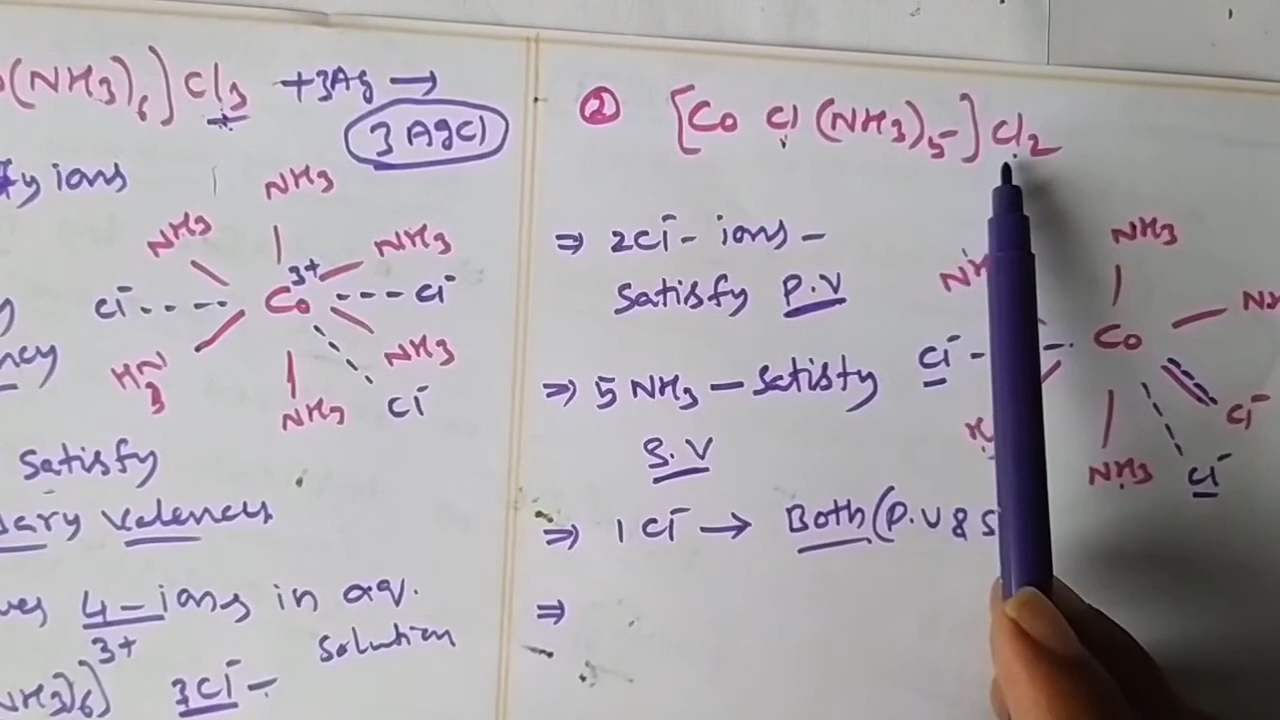 (NH3)6]Cl3 +3Ag →
3 AgCl
y ions
NH3
NH3 NH3
3+
Cl⁻ Co Cl⁻
NH3
H3N
NH3 Cl⁻
Satisfy
valency
4-ions in aq.
solution
3+
NH3)6] 3Cl⁻ -
② [Co Cl (NH3)5]Cl2
⇒ 2Cl⁻ - ions -
Satisfy P.V
⇒ 5 NH3 — Satisfy
S.V
⇒ 1 Cl⁻ → Both (P.V & S
⇒
NH3
Co
Cl⁻
Cl⁻
NH3 Cl⁻